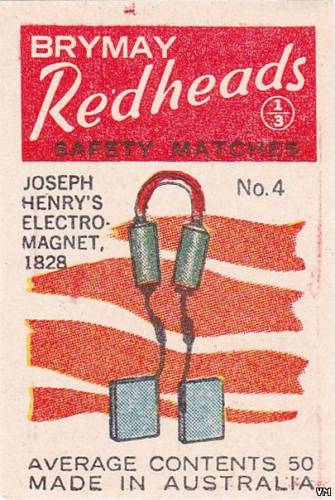 BRYMAY
Redheads
1/3
SAFETY MATCHES
JOSEPH
HENRY'S
ELECTRO-
MAGNET,
1828
No. 4
AVERAGE CONTENTS 50
MADE IN AUSTRALIA
VM